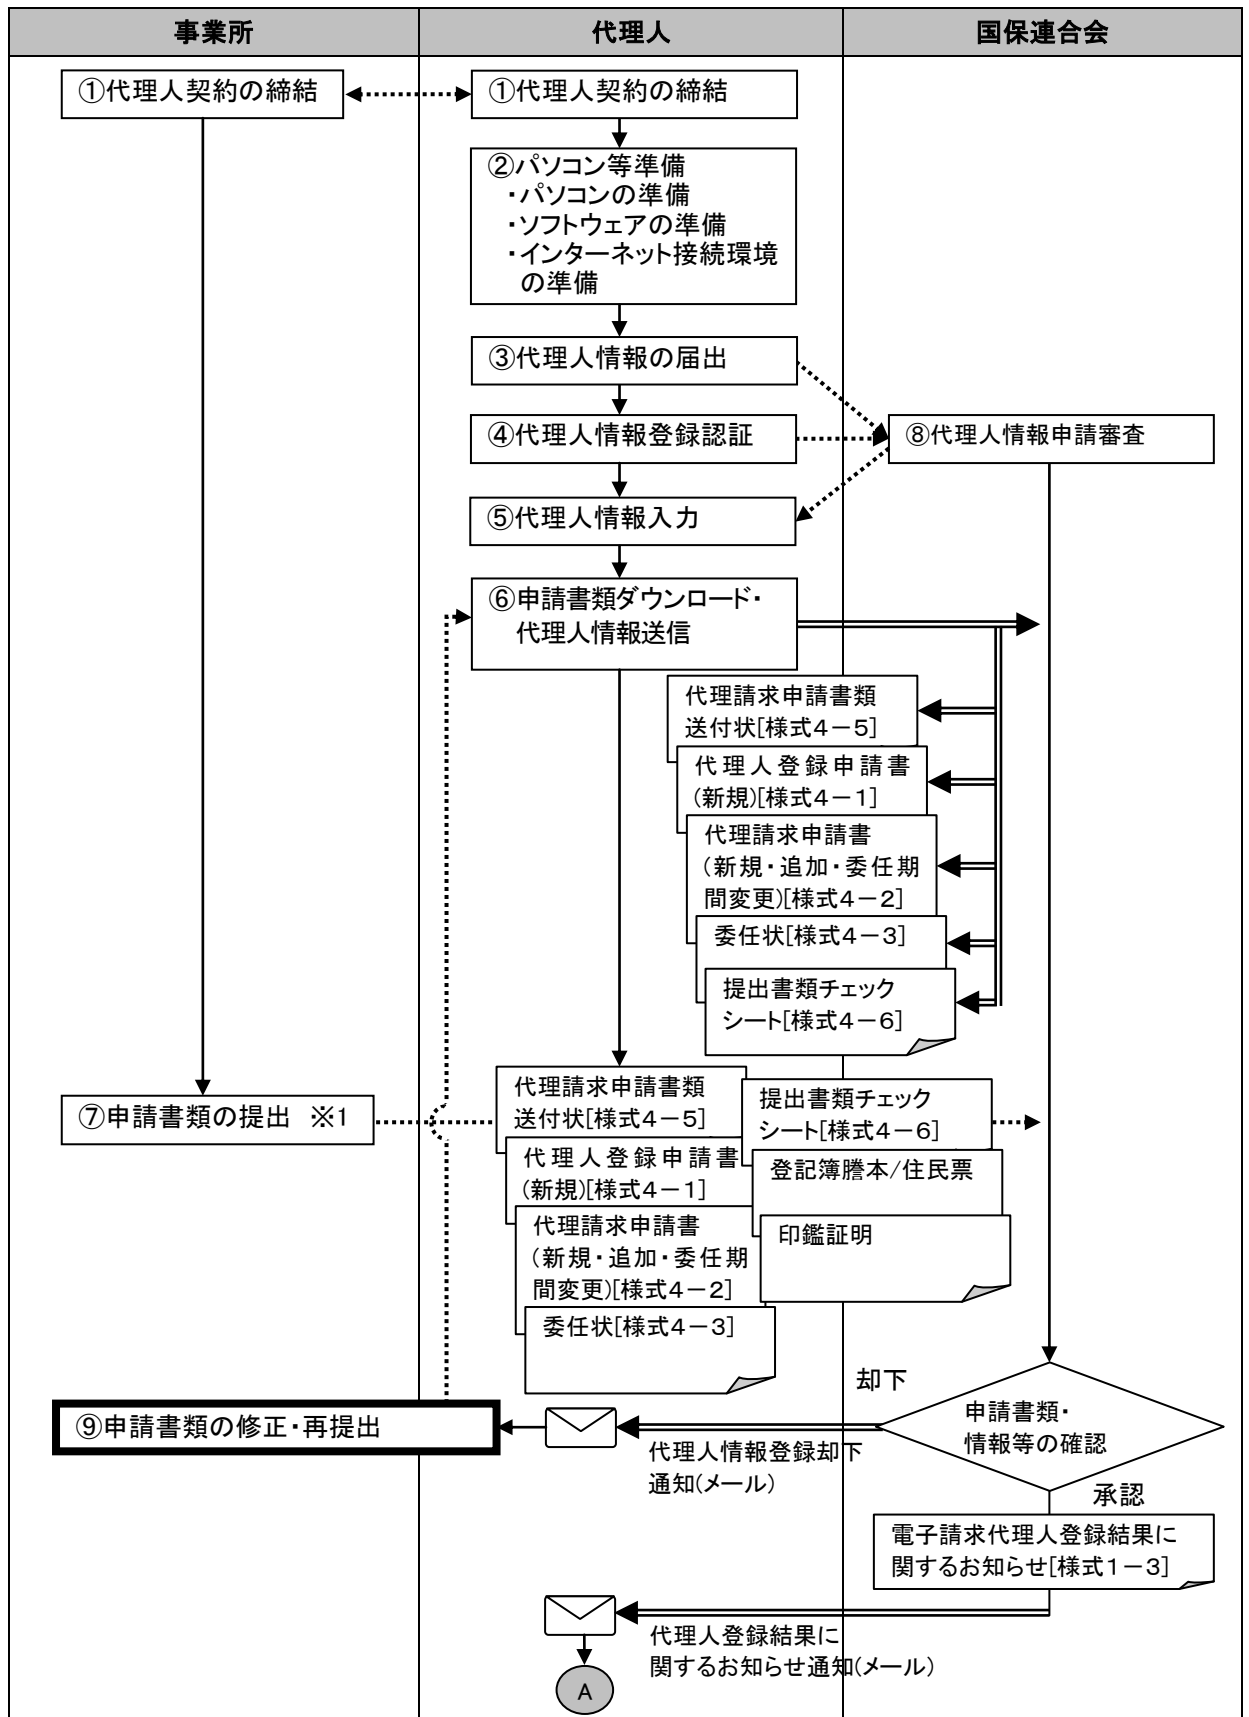 事業所
代理人
国保連合会
①代理人契約の締結
①代理人契約の締結
②パソコン等準備
・パソコンの準備
・ソフトウェアの準備
・インターネット接続環境
の準備
③代理人情報の届出
④代理人情報登録認証
⑧代理人情報申請審査
⑤代理人情報入力
⑥申請書類ダウンロード・
代理人情報送信
代理請求申請書類
送付状[様式4-5]
代理人登録申請書
(新規)[様式4-1]
代理請求申請書
(新規・追加・委任期
間変更)[様式4-2]
委任状[様式4-3]
提出書類チェック
シート[様式4-6]
⑦申請書類の提出 ※1
代理請求申請書類
送付状[様式4-5]
代理人登録申請書
(新規)[様式4-1]
代理請求申請書
(新規・追加・委任期
間変更)[様式4-2]
委任状[様式4-3]
提出書類チェック
シート[様式4-6]
登記簿謄本/住民票
印鑑証明
却下
申請書類・
情報等の確認
⑨申請書類の修正・再提出
代理人情報登録却下
通知(メール)
承認
電子請求代理人登録結果に
関するお知らせ[様式1-3]
代理人登録結果に
関するお知らせ通知(メール)
A